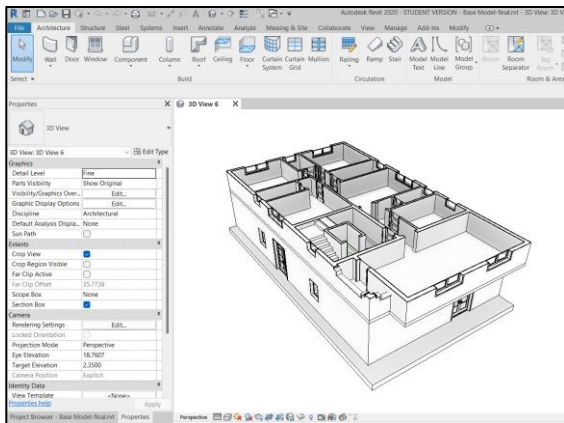 Autodesk Revit 2020 - STUDENT VERSION - Base Model-final.rvt - 3D View: 3D Vie
File Architecture Structure Steel Systems Insert Annotate Analyze Massing & Site Collaborate View Manage Add-Ins Modify
Modify Wall Door Window Component Column Roof Ceiling Floor Curtain System Curtain Grid Mullion Railing Ramp Stair Model Text Model Line Model Group Room Room Separator Tag Room
Select Build Circulation Model Room & Area
Properties X 3D View 6 X
3D View
3D View: 3D View 6 Edit Type
Graphics
Detail Level Fine
Parts Visibility Show Original
Visibility/Graphics Over... Edit...
Graphic Display Options Edit...
Discipline Architectural
Default Analysis Displa... None
Sun Path
Extents
Crop View
Crop Region Visible
Far Clip Active
Far Clip Offset 35.7738
Scope Box None
Section Box
Camera
Rendering Settings Edit...
Locked Orientation
Projection Mode Perspective
Eye Elevation 18.7607
Target Elevation 2.3500
Camera Position Explicit
Identity Data
View Template <None>
Properties help Apply
Project Browser - Base Model-final.rvt Properties Perspective